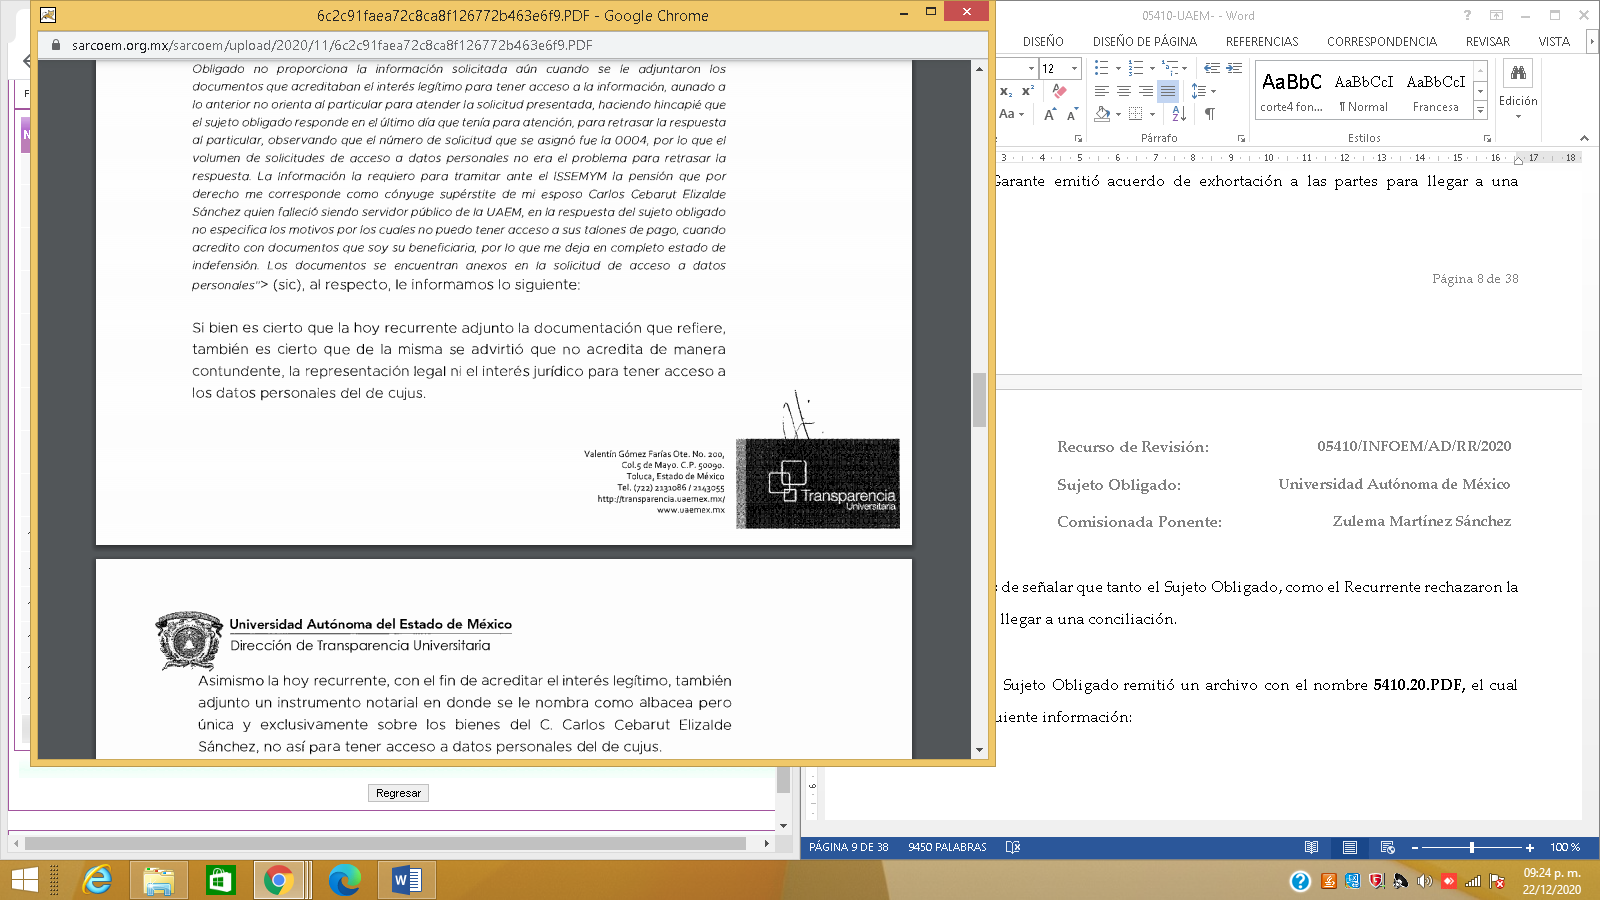 6c2c91faea72c8ca8f126772b463e6f9.PDF - Google Chrome
sarcoem.org.mx/sarcoem/upload/2020/11/6c2c91faea72c8ca8f126772b463e6f9.PDF
Obligado no proporciona la información solicitada aún cuando se le adjuntaron los
documentos que acreditaban el interés legítimo para tener acceso a la información, aunado a
lo anterior no orienta al particular para atender la solicitud presentada, haciendo hincapié que
el sujeto obligado responde en el último día que tenía para atención, para retrasar la respuesta
al particular, observando que el número de solicitud que se asignó fue la 0004, por lo que el
volumen de solicitudes de acceso a datos personales no era el problema para retrasar la
respuesta. La Información la requiero para tramitar ante el ISSEMYM la pensión que por
derecho me corresponde como cónyuge supérstite de mi esposo Carlos Cebarut Elizalde
Sánchez quien falleció siendo servidor público de la UAEM, en la respuesta del sujeto obligado
no especifica los motivos por los cuales no puedo tener acceso a sus talones de pago, cuando
acredito con documentos que soy su beneficiaria, por lo que me deja en completo estado de
indefensión. Los documentos se encuentran anexos en la solicitud de acceso a datos
personales"> (sic), al respecto, le informamos lo siguiente:
Si bien es cierto que la hoy recurrente adjunto la documentación que refiere,
también es cierto que de la misma se advirtió que no acredita de manera
contundente, la representación legal ni el interés jurídico para tener acceso a
los datos personales del de cujus.
Valentín Gómez Farías Ote. No. 200,
Col.5 de Mayo. C.P. 50090.
Toluca, Estado de México
Tel. (722) 2131086 / 2143055
http://transparencia.uaemex.mx/
www.uaemex.mx
Transparencia
Universitaria
Universidad Autónoma del Estado de México
Dirección de Transparencia Universitaria
Asimismo la hoy recurrente, con el fin de acreditar el interés legítimo, también
adjunto un instrumento notarial en donde se le nombra como albacea pero
única y exclusivamente sobre los bienes del C. Carlos Cebarut Elizalde
Sánchez, no así para tener acceso a datos personales del de cujus.
Regresar
05410-UAEM- - Word
DISEÑO DISEÑO DE PÁGINA REFERENCIAS CORRESPONDENCIA REVISAR VISTA
12
AaBbC AaBbCcI AaBbCcI
corte4 fon... ¶ Normal Francesa
Edición
Párrafo Estilos
3 4 5 6 7 8 9 10 11 12 13 14 15 16 17 18
Garante emitió acuerdo de exhortación a las partes para llegar a una
Página 8 de 38
Recurso de Revisión: 05410/INFOEM/AD/RR/2020
Sujeto Obligado: Universidad Autónoma de México
Comisionada Ponente: Zulema Martínez Sánchez
de señalar que tanto el Sujeto Obligado, como el Recurrente rechazaron la
llegar a una conciliación.
Sujeto Obligado remitió un archivo con el nombre 5410.20.PDF, el cual
uiente información:
PÁGINA 9 DE 38 9450 PALABRAS 100 %
09:24 p. m.
22/12/2020